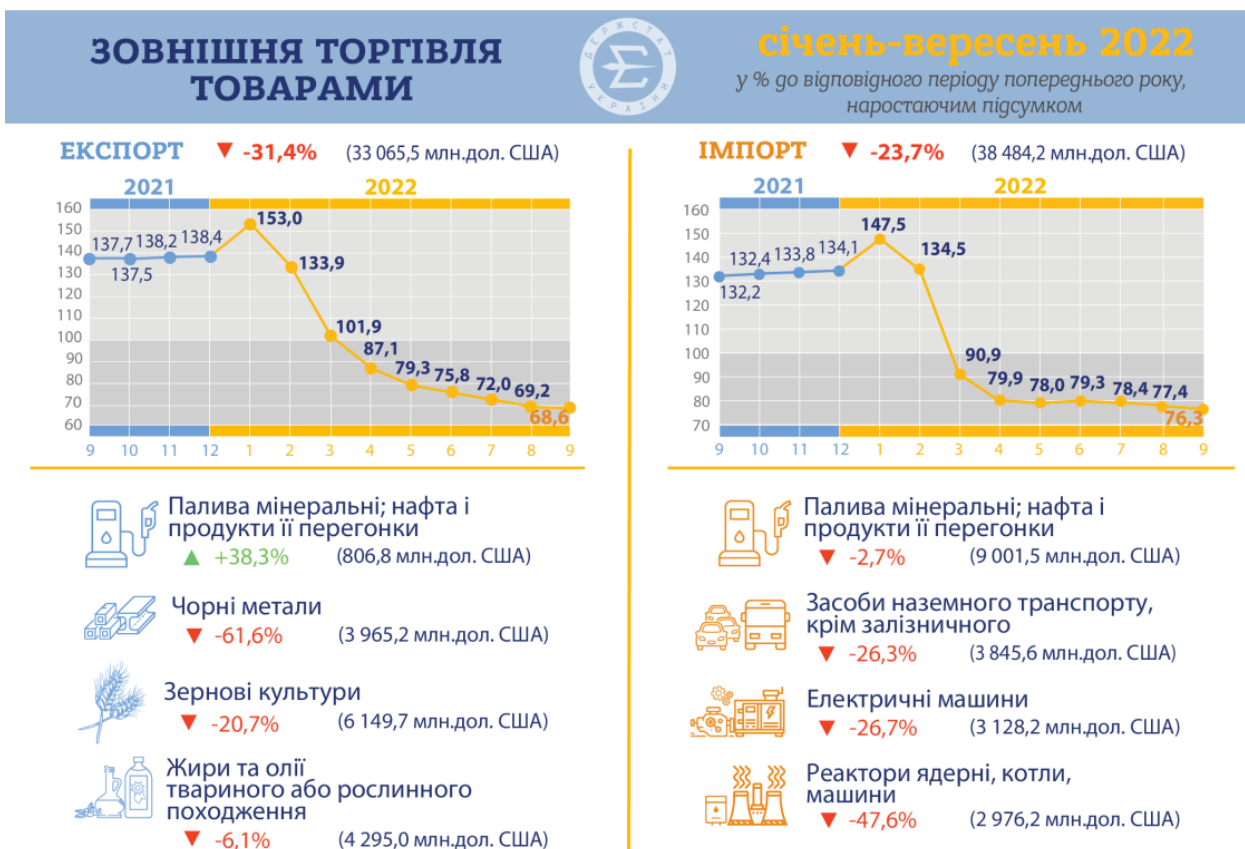 ЗОВНІШНЯ ТОРГІВЛЯ
ТОВАРАМИ
ДЕРЖСТАТ
УКРАЇНИ
січень-вересень 2022
у % до відповідного періоду попереднього року,
наростаючим підсумком
ЕКСПОРТ ▼ -31,4% (33 065,5 млн.дол. США)
2021 2022
160
150
140
130
120
110
100
90
80
70
60
137,7 138,2 138,4 153,0
137,5
133,9
101,9
87,1
79,3 75,8 72,0 69,2
68,6
9 10 11 12 1 2 3 4 5 6 7 8 9
Палива мінеральні; нафта і
продукти її перегонки
▲ +38,3% (806,8 млн.дол. США)
Чорні метали
▼ -61,6% (3 965,2 млн.дол. США)
Зернові культури
▼ -20,7% (6 149,7 млн.дол. США)
Жири та олії
твариного або рослинного
походження
▼ -6,1% (4 295,0 млн.дол. США)
ІМПОРТ ▼ -23,7% (38 484,2 млн.дол. США)
2021 2022
160
150
140
130
120
110
100
90
80
70
147,5
132,4 133,8 134,1 134,5
132,2
90,9
79,9 78,0 79,3 78,4 77,4
76,3
9 10 11 12 1 2 3 4 5 6 7 8 9
Палива мінеральні; нафта і
продукти її перегонки
▼ -2,7% (9 001,5 млн.дол. США)
Засоби наземного транспорту,
крім залізничного
▼ -26,3% (3 845,6 млн.дол. США)
Електричні машини
▼ -26,7% (3 128,2 млн.дол. США)
Реактори ядерні, котли,
машини
▼ -47,6% (2 976,2 млн.дол. США)